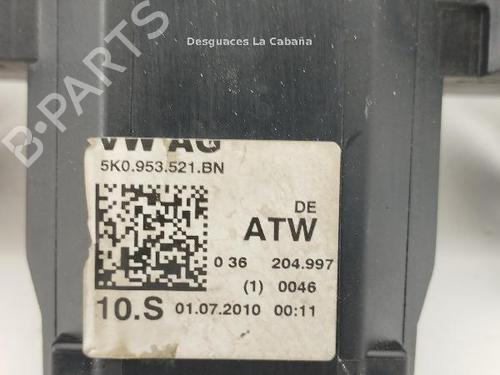 Desguaces La Cabaña
VW AG
5K0.953.521.BN
DE
ATW
0 36 204.997
(1) 0046
10.S 01.07.2010 00:11
B-PARTS